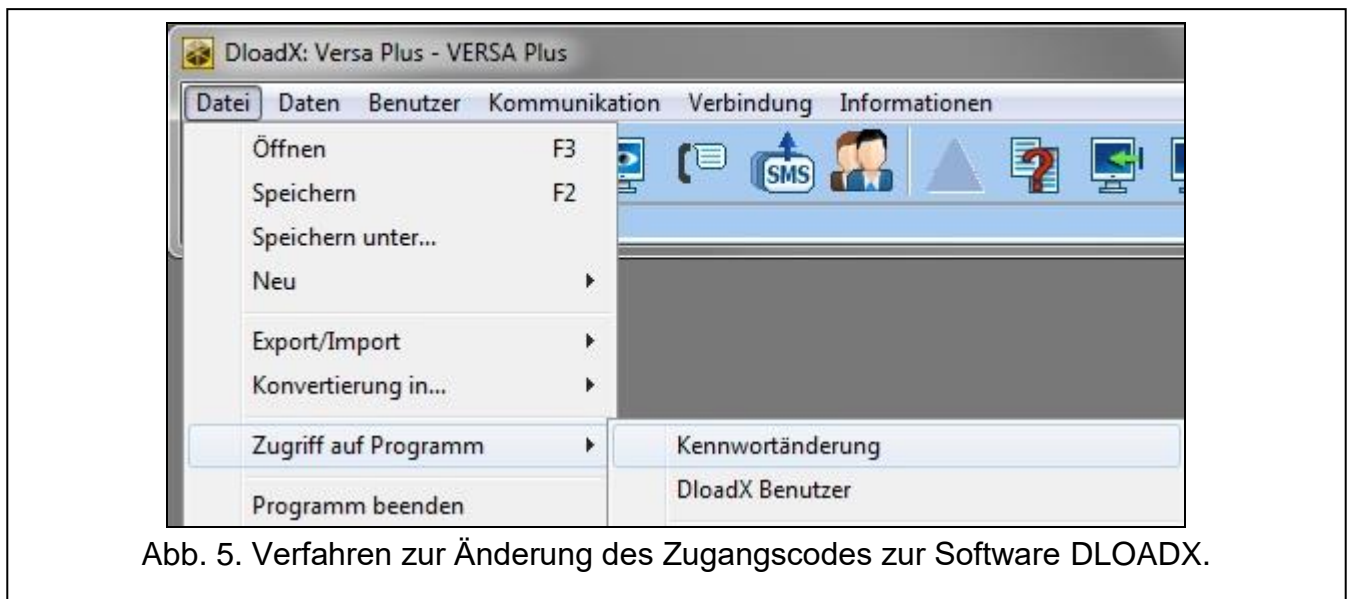 DloadX: Versa Plus - VERSA Plus
Datei Daten Benutzer Kommunikation Verbindung Informationen
Öffnen F3
Speichern F2
Speichern unter...
Neu
Export/Import
Konvertierung in...
Zugriff auf Programm
Kennwortänderung
DloadX Benutzer
Programm beenden
SMS
Abb. 5. Verfahren zur Änderung des Zugangscodes zur Software DLOADX.